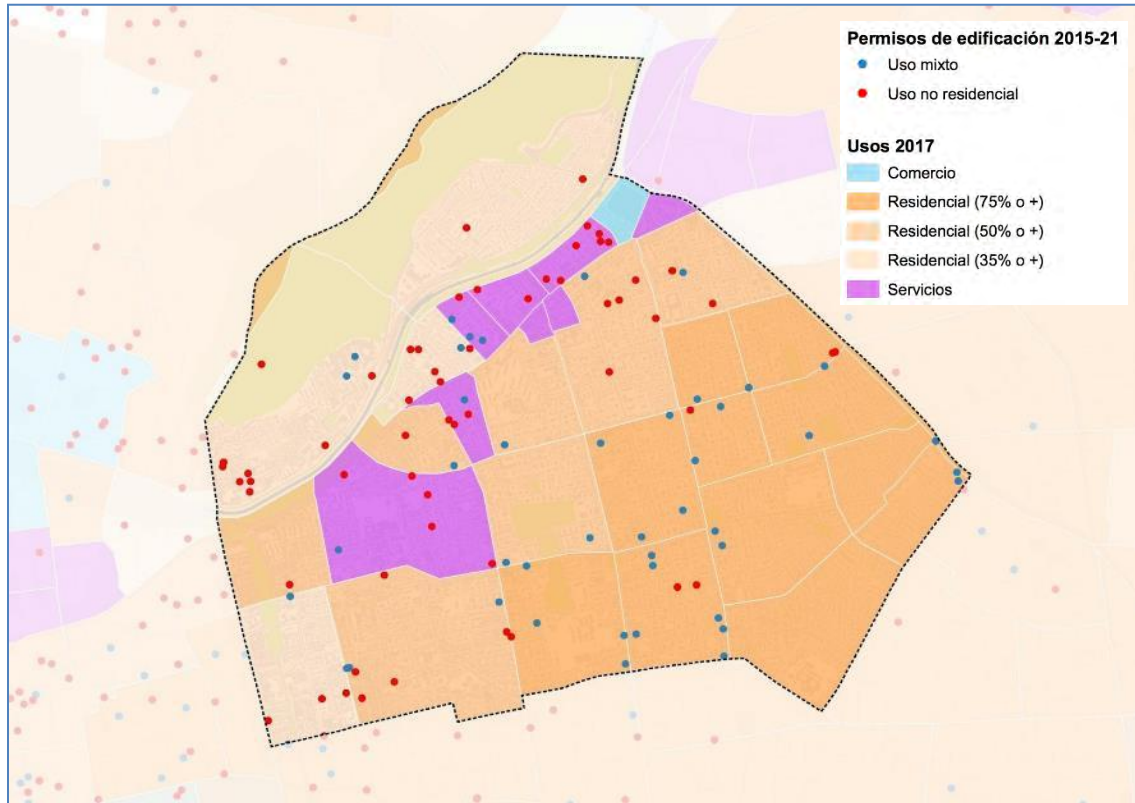 Permisos de edificación 2015-21
Uso mixto
Uso no residencial
Usos 2017
Comercio
Residencial (75% o +)
Residencial (50% o +)
Residencial (35% o +)
Servicios